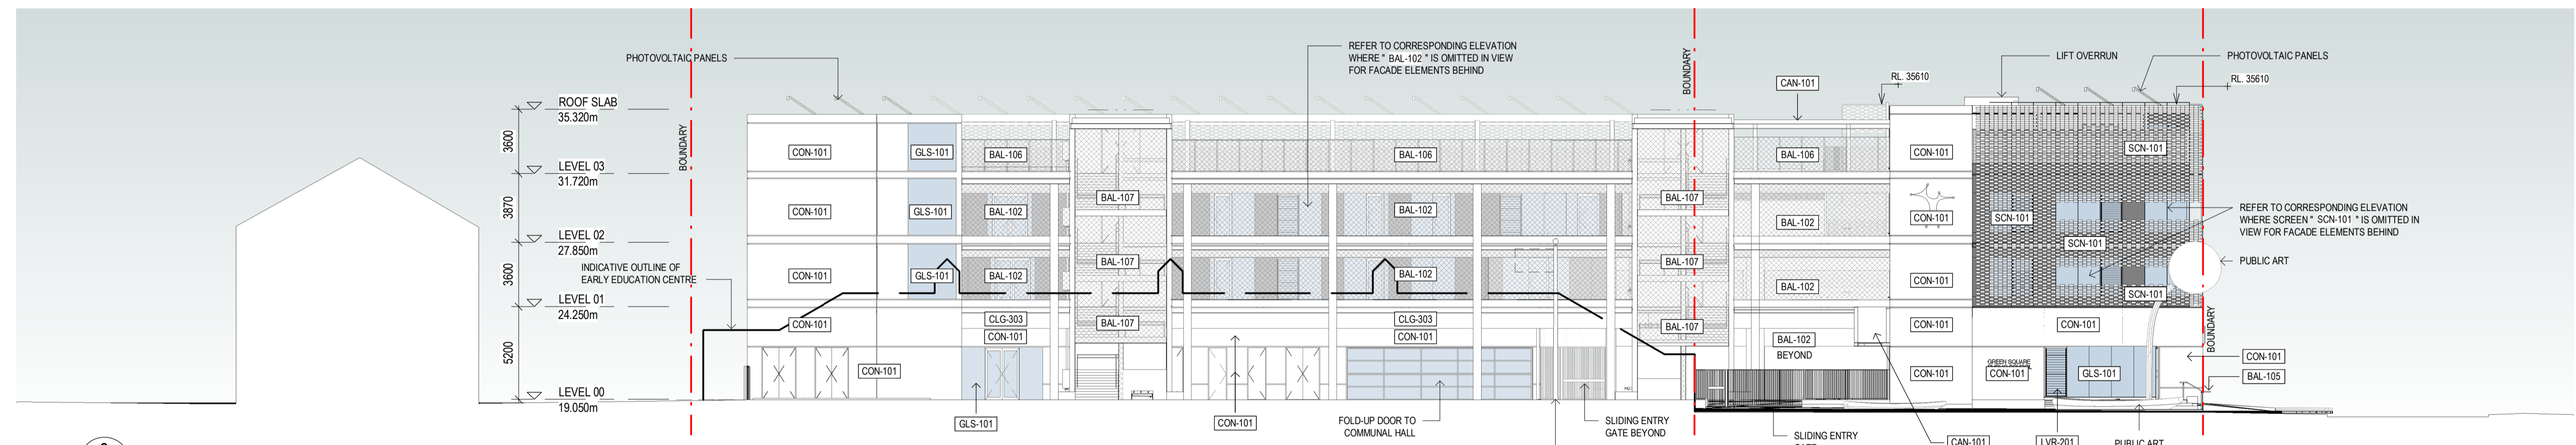 PHOTOVOLTAIC PANELS
REFER TO CORRESPONDING ELEVATION
WHERE " BAL-102 " IS OMITTED IN VIEW
FOR FACADE ELEMENTS BEHIND
BOUNDARY
CAN-101
RL. 35610
LIFT OVERRUN
PHOTOVOLTAIC PANELS
RL. 35610
ROOF SLAB
35.320m
3600
LEVEL 03
31.720m
3870
LEVEL 02
27.850m
3600
LEVEL 01
24.250m
5200
LEVEL 00
19.050m
BOUNDARY
INDICATIVE OUTLINE OF
EARLY EDUCATION CENTRE
CON-101
GLS-101
BAL-106
BAL-106
BAL-106
CON-101
SCN-101
CON-101
GLS-101
BAL-102
BAL-107
BAL-102
BAL-107
BAL-102
CON-101
SCN-101
SCN-101
REFER TO CORRESPONDING ELEVATION
WHERE SCREEN " SCN-101 " IS OMITTED IN
VIEW FOR FACADE ELEMENTS BEHIND
CON-101
GLS-101
BAL-102
BAL-107
BAL-102
BAL-107
BAL-102
CON-101
SCN-101
PUBLIC ART
CON-101
CLG-303
CON-101
BAL-107
CLG-303
CON-101
BAL-107
BAL-102
BEYOND
CON-101
CON-101
BOUNDARY
CON-101
CON-101
GREEN SQUARE
CON-101
GLS-101
CON-101
BAL-105
GLS-101
CON-101
FOLD-UP DOOR TO
COMMUNAL HALL
SLIDING ENTRY
GATE BEYOND
SLIDING ENTRY
CAN-101
LVR-201
PUBLIC ART